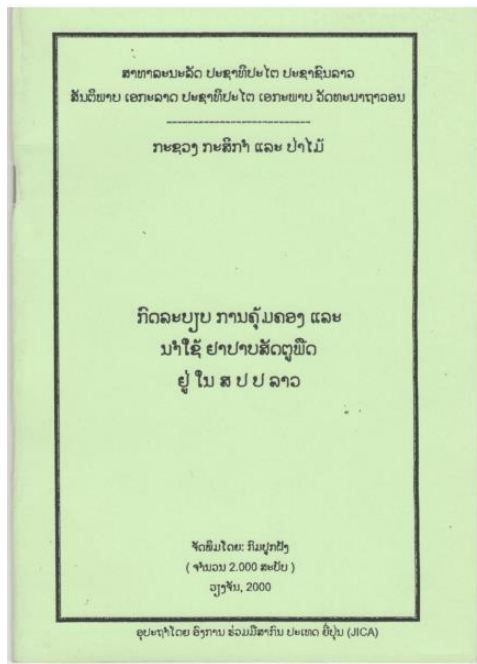 ສາທາລະນະລັດ ປະຊາທິປະໄຕ ປະຊາຊົນລາວ
ສັນຕິພາບ ເອກະລາດ ປະຊາທິປະໄຕ ເອກະພາບ ວັດທະນາຖາວອນ
--------------------------
ກະຊວງ ກະສິກຳ ແລະ ປ່າໄມ້
ກົດລະບຽບ ການຄຸ້ມຄອງ ແລະ
ນຳໃຊ້ ຢາປາບສັດຕູພືດ
ຢູ່ ໃນ ສ ປ ປ ລາວ
ຈັດພິມໂດຍ: ກົມປູກຝັງ
( ຈຳນວນ 2.000 ສະບັບ )
ວຽງຈັນ, 2000
ອຸປະຖຳໂດຍ ອົງການ ຮ່ວມມືສາກົນ ປະເທດ ຍີ່ປຸ່ນ (JICA)